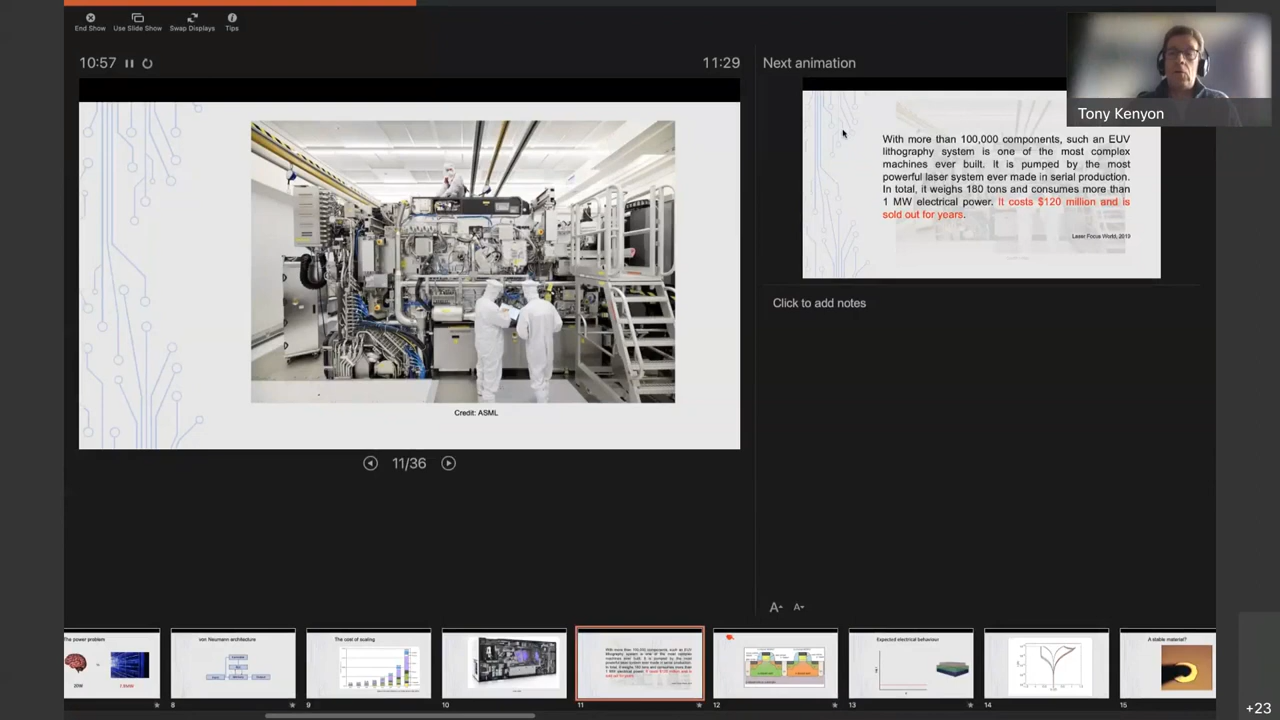 End Show
Use Slide Show
Swap Displays
Tips
10:57
11:29
Credit: ASML
11/36
Next animation
Tony Kenyon
With more than 100,000 components, such an EUV
lithography system is one of the most complex
machines ever built. It is pumped by the most
powerful laser system ever made in serial production.
In total, it weighs 180 tons and consumes more than
1 MW electrical power. It costs $120 million and is
sold out for years.
Laser Focus World, 2019
Click to add notes
A
A
The power problem
20W
8
von Neumann architecture
9
The cost of scaling
10
11
12
13
Expected electrical behaviour
14
15
A stable material?
+23